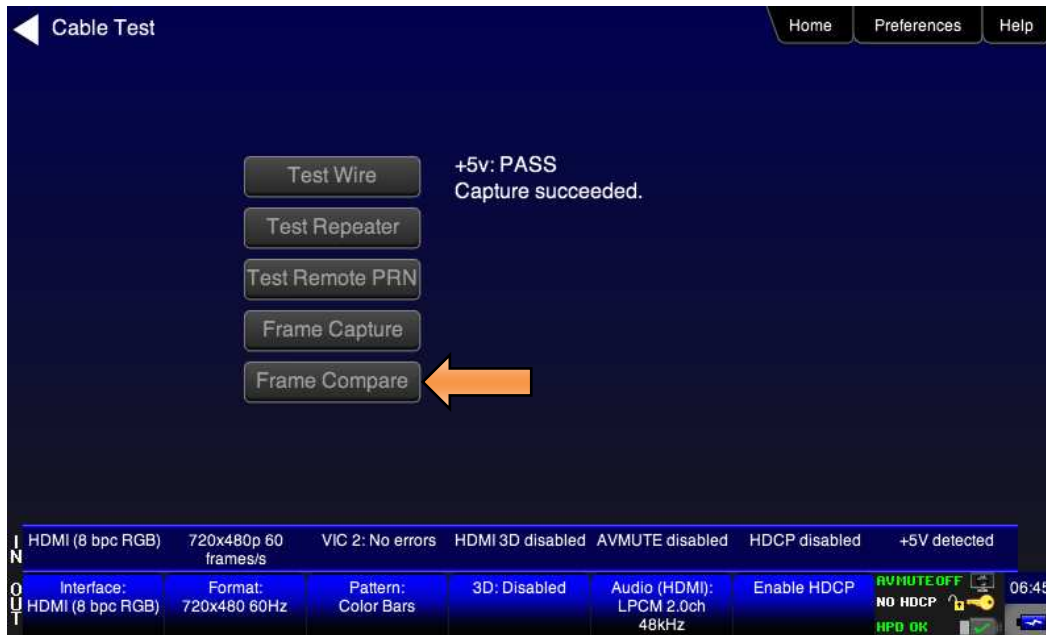 Cable Test
Home
Preferences
Help
Test Wire
+5v: PASS
Capture succeeded.
Test Repeater
Test Remote PRN
Frame Capture
Frame Compare
IN
HDMI (8 bpc RGB)
720x480p 60
frames/s
VIC 2: No errors
HDMI 3D disabled
AVMUTE disabled
HDCP disabled
+5V detected
OUT
Interface:
HDMI (8 bpc RGB)
Format:
720x480 60Hz
Pattern:
Color Bars
3D: Disabled
Audio (HDMI):
LPCM 2.0ch
48kHz
Enable HDCP
AVMUTEOFF
NO HDCP
HPD OK
06:45